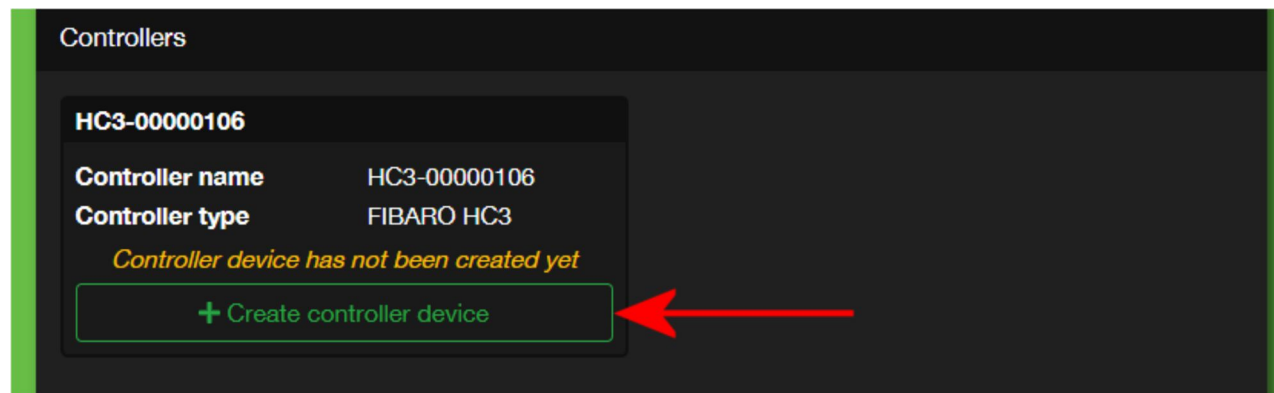 Controllers
HC3-00000106
Controller name HC3-00000106
Controller type FIBARO HC3
Controller device has not been created yet
+ Create controller device